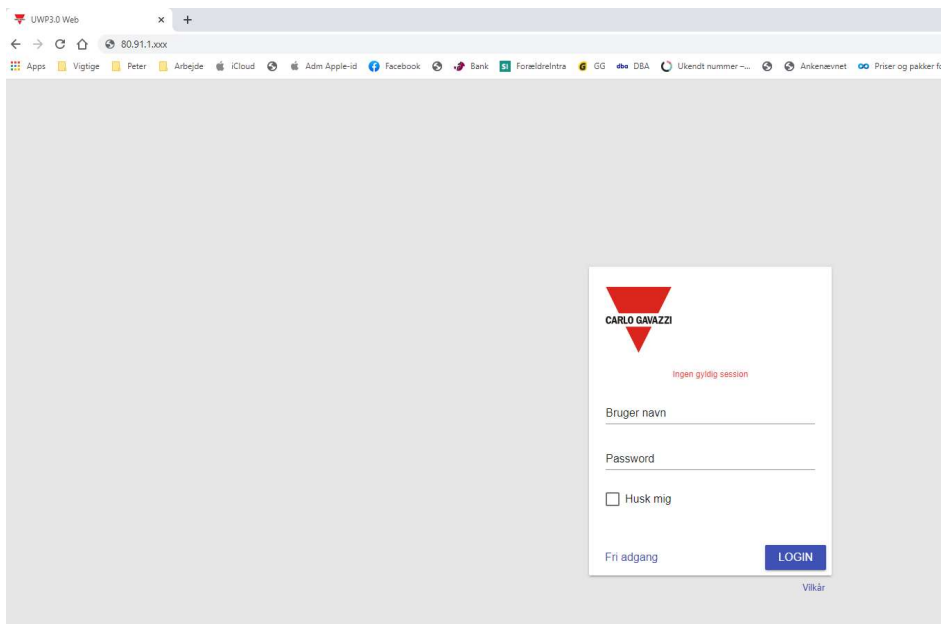 UWP3.0 Web
80.91.1.xxx
Apps Vigtige Peter Arbejde iCloud Adm Apple-id Facebook Bank SI ForældreIntra G GG dba DBA Ukendt nummer –... Ankenævnet Priser og pakker fo
CARLO GAVAZZI
Ingen gyldig session
Bruger navn
Password
Husk mig
Fri adgang LOGIN
Vilkår